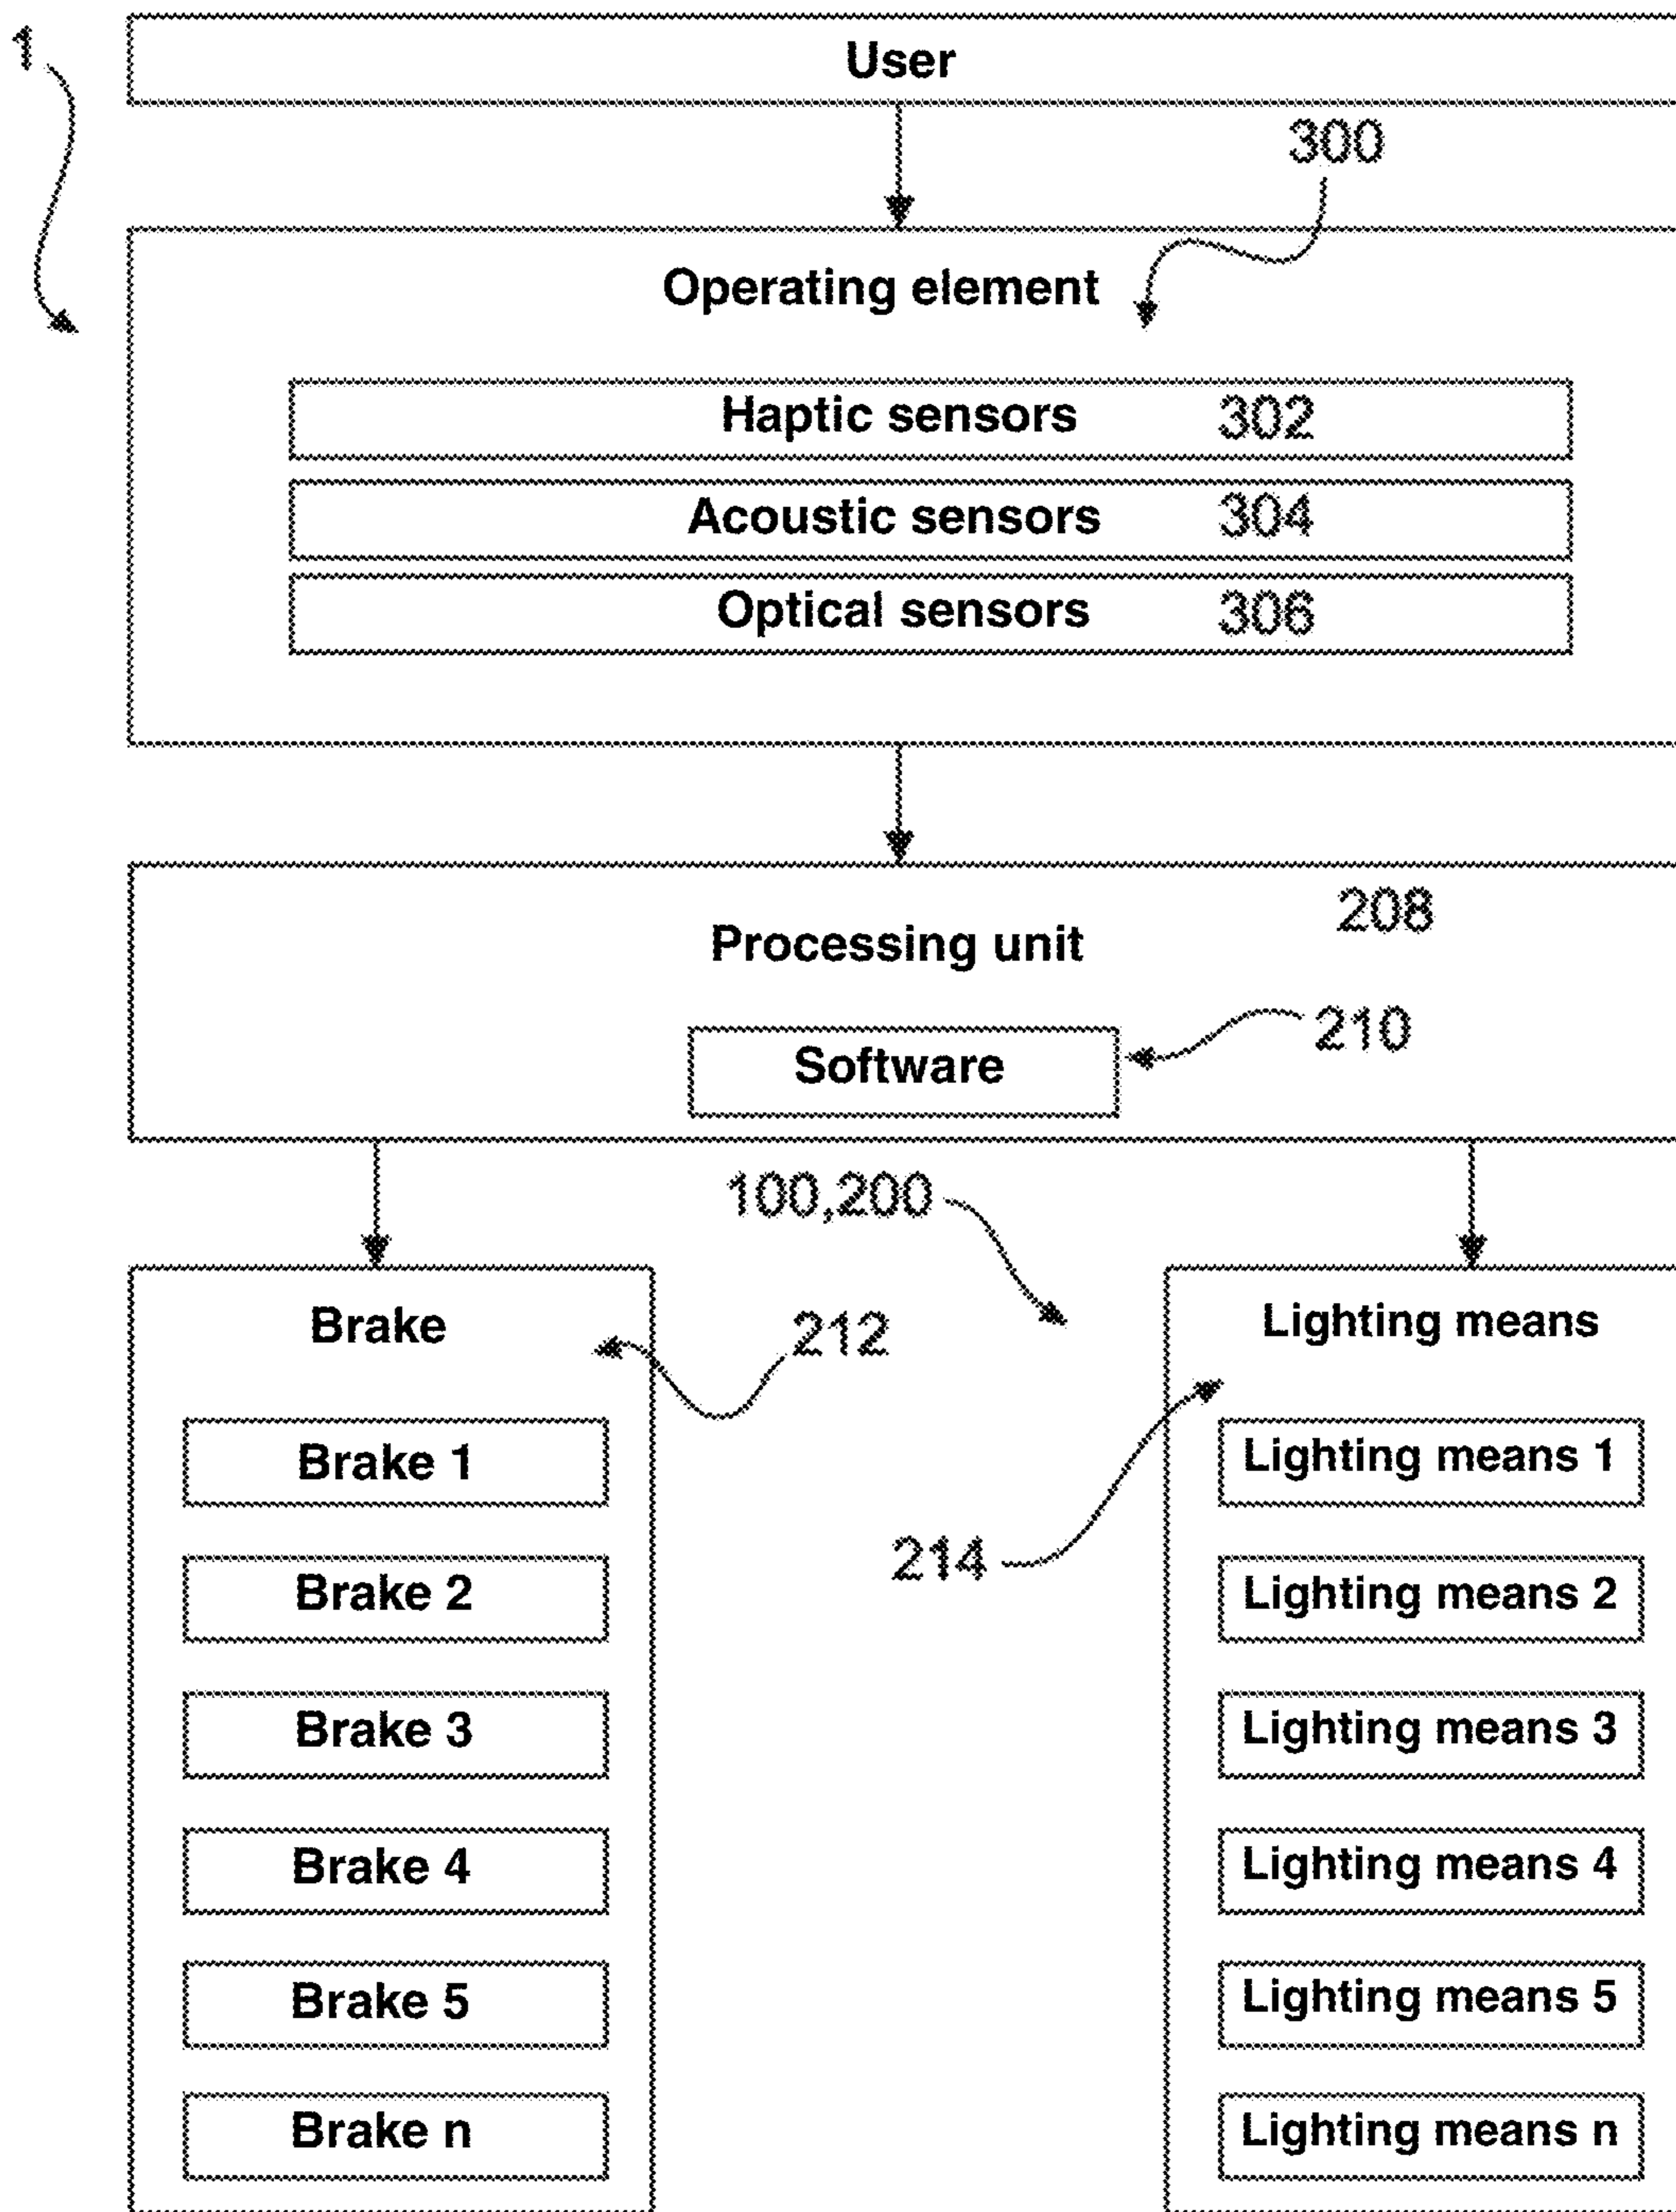 1
User
300
Operating element
Haptic sensors 302
Acoustic sensors 304
Optical sensors 306
208
Processing unit
Software
210
100,200
Brake
212
Brake 1
Brake 2
Brake 3
Brake 4
Brake 5
Brake n
Lighting means
214
Lighting means 1
Lighting means 2
Lighting means 3
Lighting means 4
Lighting means 5
Lighting means n